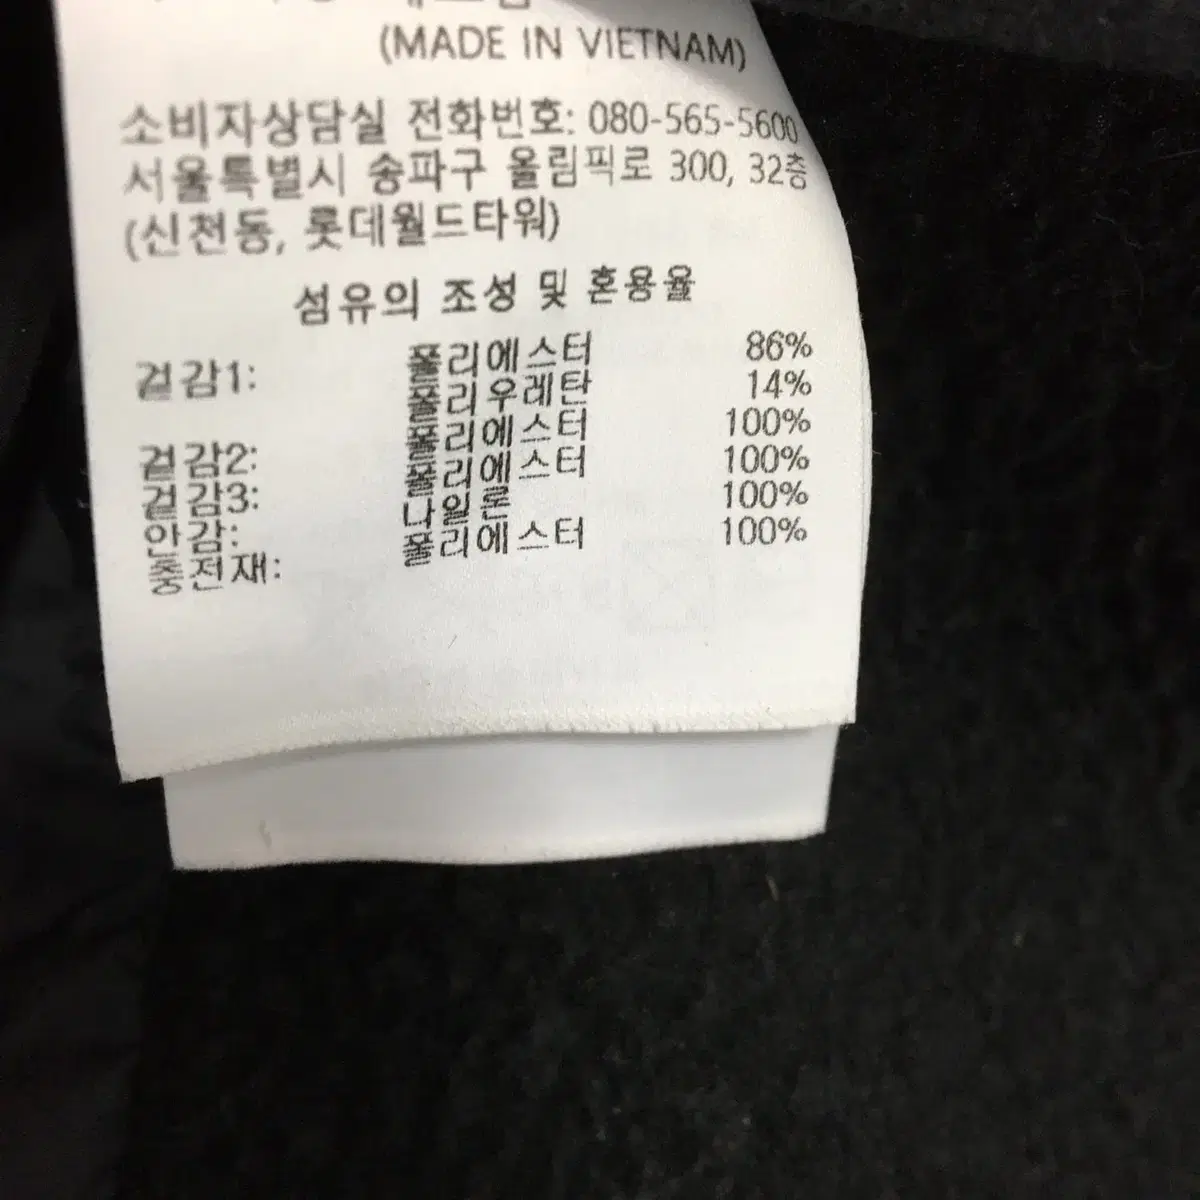 (MADE IN VIETNAM)
소비자상담실 전화번호: 080-565-5600
서울특별시 송파구 올림픽로 300, 32층
(신천동, 롯데월드타워)
섬유의 조성 및 혼용율
겉감1: 폴리에스터 86%
폴리우레탄 14%
겉감2: 폴리에스터 100%
겉감3: 폴리에스터 100%
안감: 나일론 100%
충전재: 폴리에스터 100%